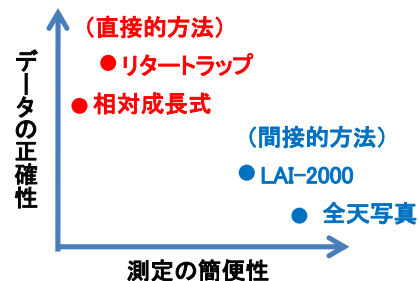 （直接的方法）
リタートラップ
相対成長式
データの正確性
（間接的方法）
LAI-2000
全天写真
測定の簡便性